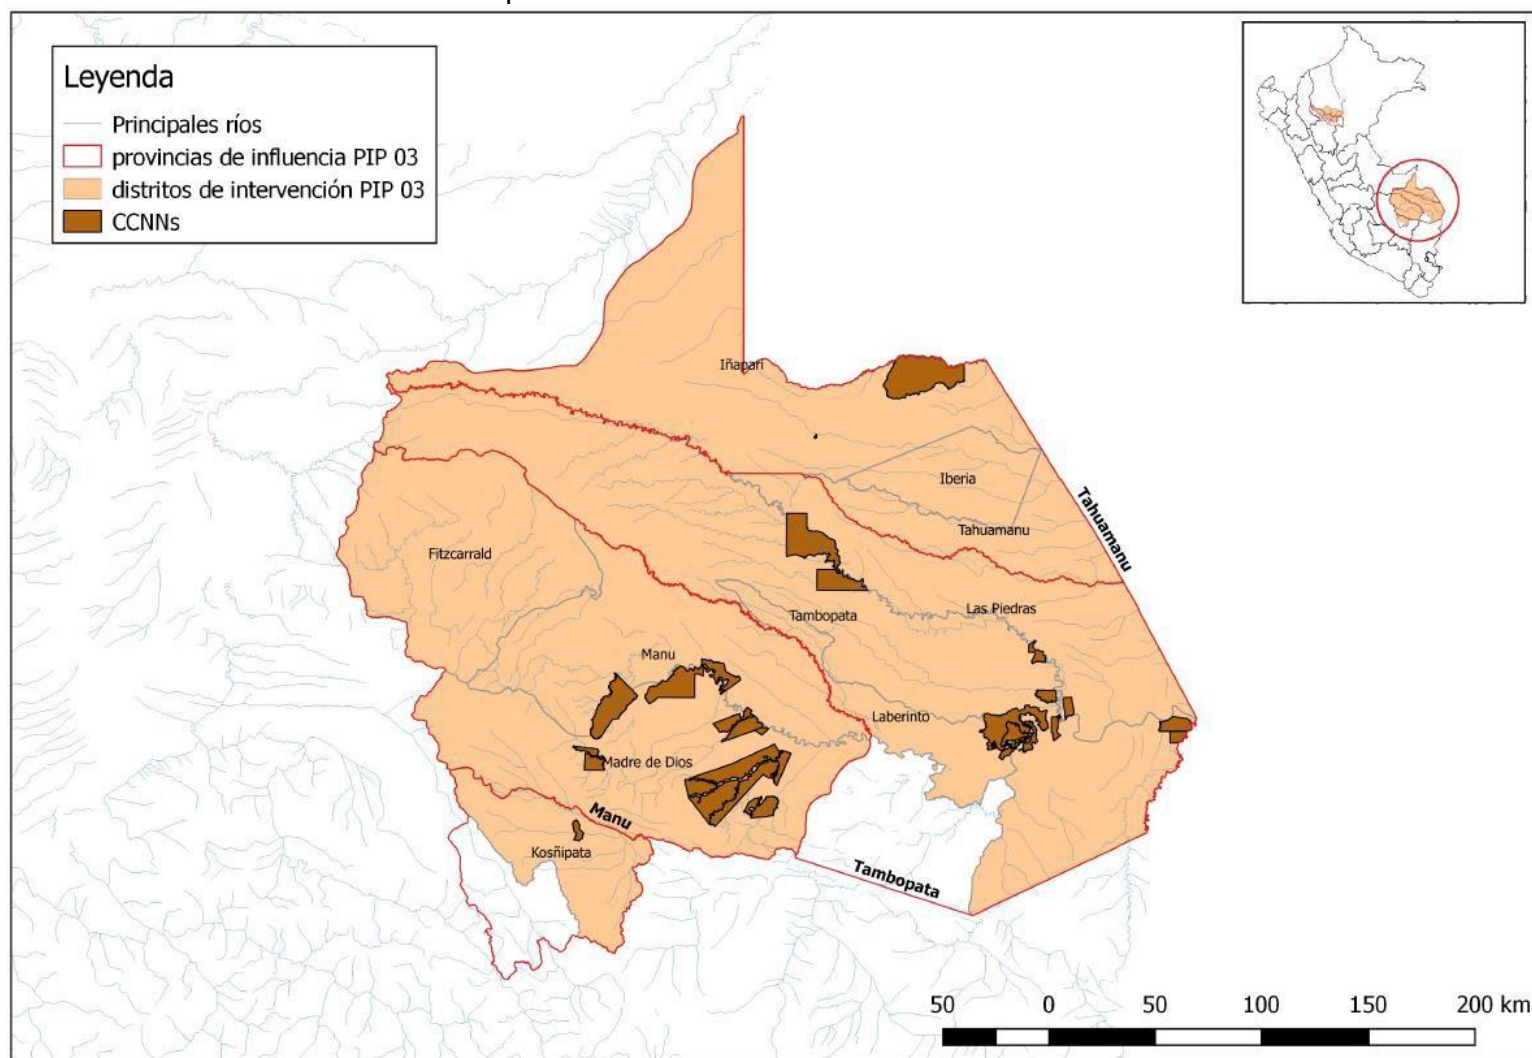 Leyenda
Principales ríos
provincias de influencia PIP 03
distritos de intervención PIP 03
CCNNs
Iñapari
Iberia
Tahuamanu
Tahuamanu
Fitzcarrald
Las Piedras
Tambopata
Manu
Laberinto
Madre de Dios
Manu
Kosñipata
Tambopata
50 0 50 100 150 200 km